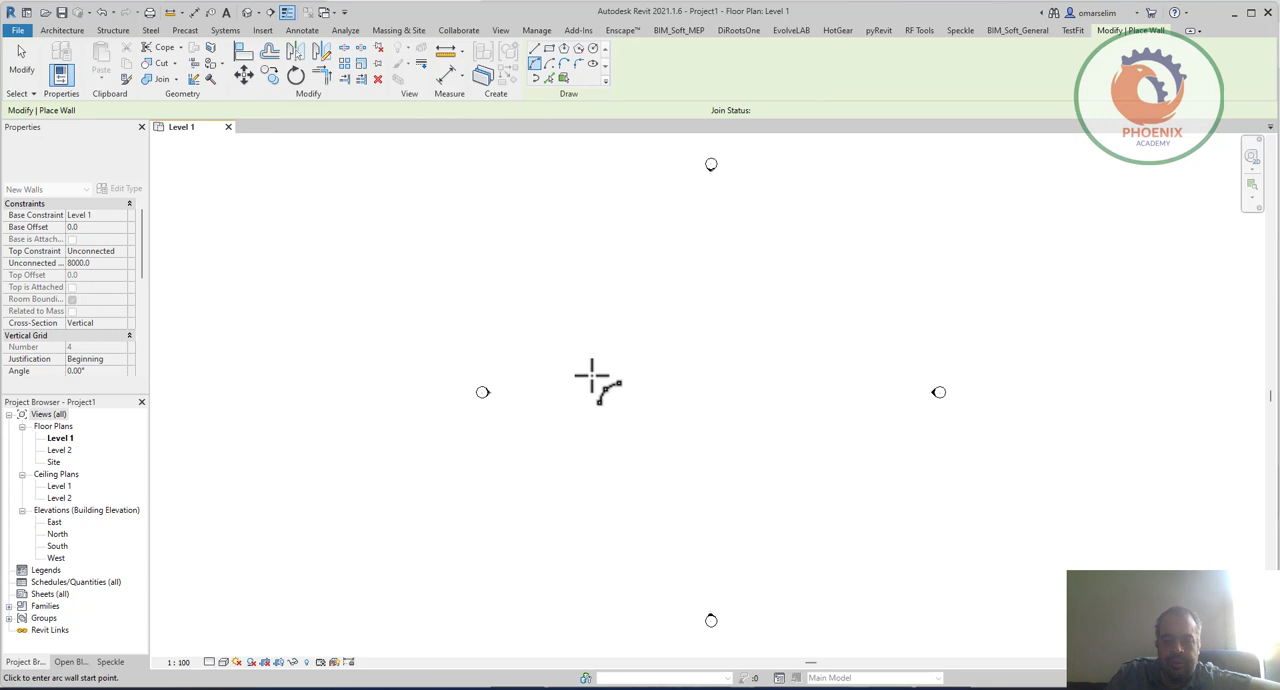 Autodesk Revit 2021.1.6 - Project1 - Floor Plan: Level 1
omarselim
File Architecture Structure Steel Precast Systems Insert Annotate Analyze Massing & Site Collaborate View Manage Add-Ins Enscape™ BIM_Soft_MEP DiRootsOne EvolveLAB HotGear pyRevit RF Tools Speckle BIM_Soft_General TestFit Modify | Place Wall
Modify
Paste
Cope
Cut
Join
Select Properties Clipboard Geometry Modify View Measure Create Draw
Modify | Place Wall
Join Status:
PHOENIX
ACADEMY
Properties
Level 1
New Walls
Edit Type
Constraints
Base Constraint Level 1
Base Offset 0.0
Base is Attach...
Top Constraint Unconnected
Unconnected ... 8000.0
Top Offset 0.0
Top is Attached
Room Boundi...
Related to Mass
Cross-Section Vertical
Vertical Grid
Number 4
Justification Beginning
Angle 0.00°
Project Browser - Project1
Views (all)
Floor Plans
Level 1
Level 2
Site
Ceiling Plans
Level 1
Level 2
Elevations (Building Elevation)
East
North
South
West
Legends
Schedules/Quantities (all)
Sheets (all)
Families
Groups
Revit Links
Project Br... Open Bl... Speckle
1 : 100
Click to enter arc wall start point.
:0
Main Model